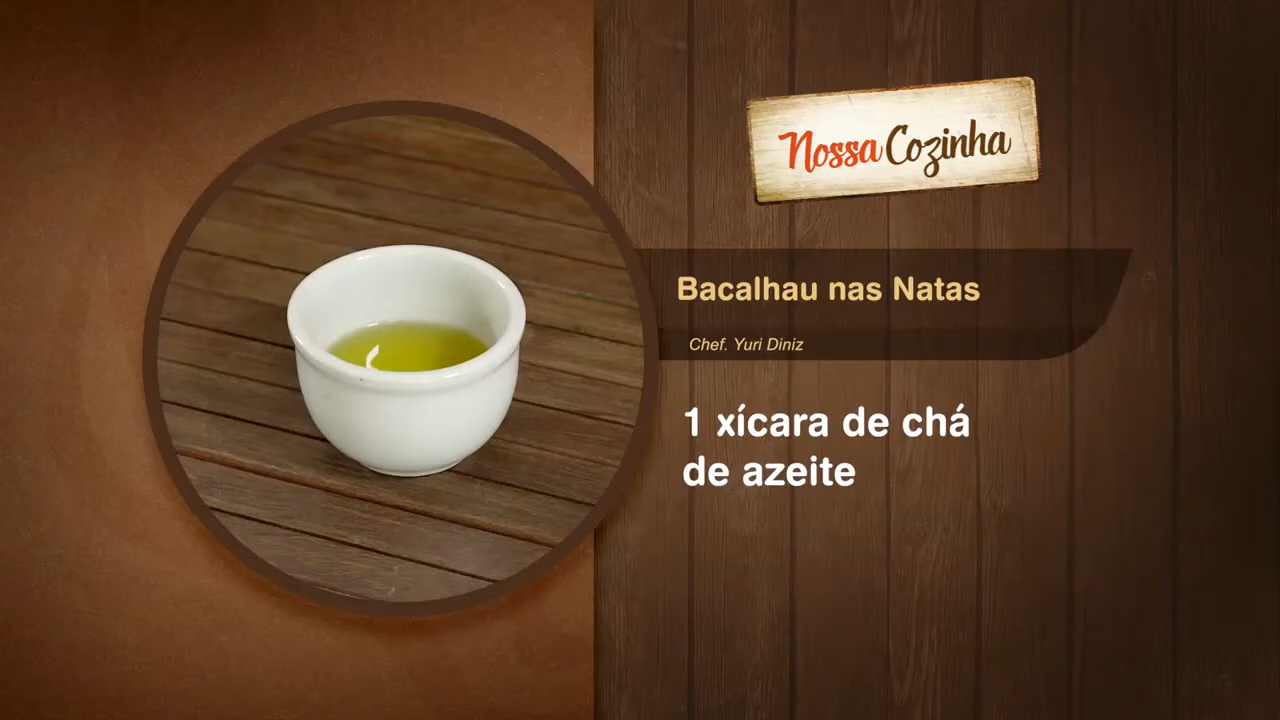 Nossa Cozinha
Bacalhau nas Natas
Chef. Yuri Diniz
1 xícara de chá
de azeite